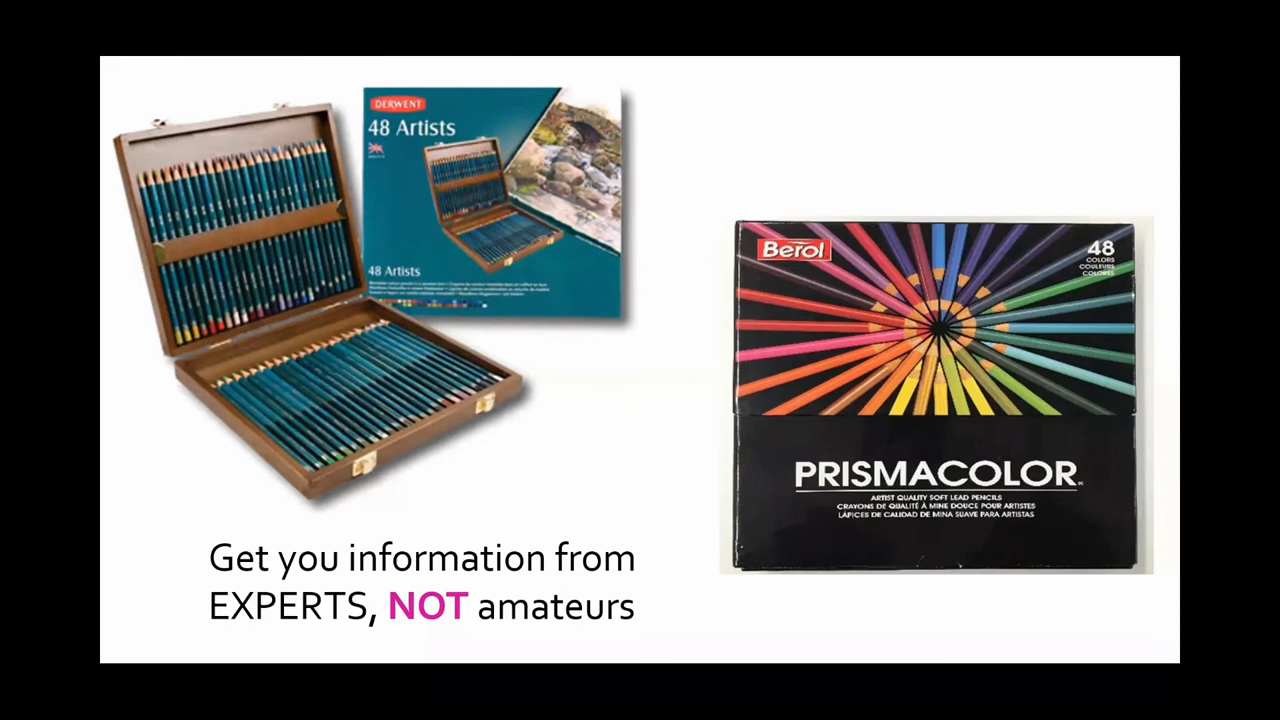 DERWENT
48 Artists
48 Artists
Berol
48
COLORS
COULEURS
COLORES
PRISMACOLOR
ARTIST QUALITY SOFT LEAD PENCILS
CRAYONS DE QUALITÉ À MINE DOUCE POUR ARTISTES
LÁPICES DE CALIDAD DE MINA SUAVE PARA ARTISTAS
Get you information from
EXPERTS, NOT amateurs